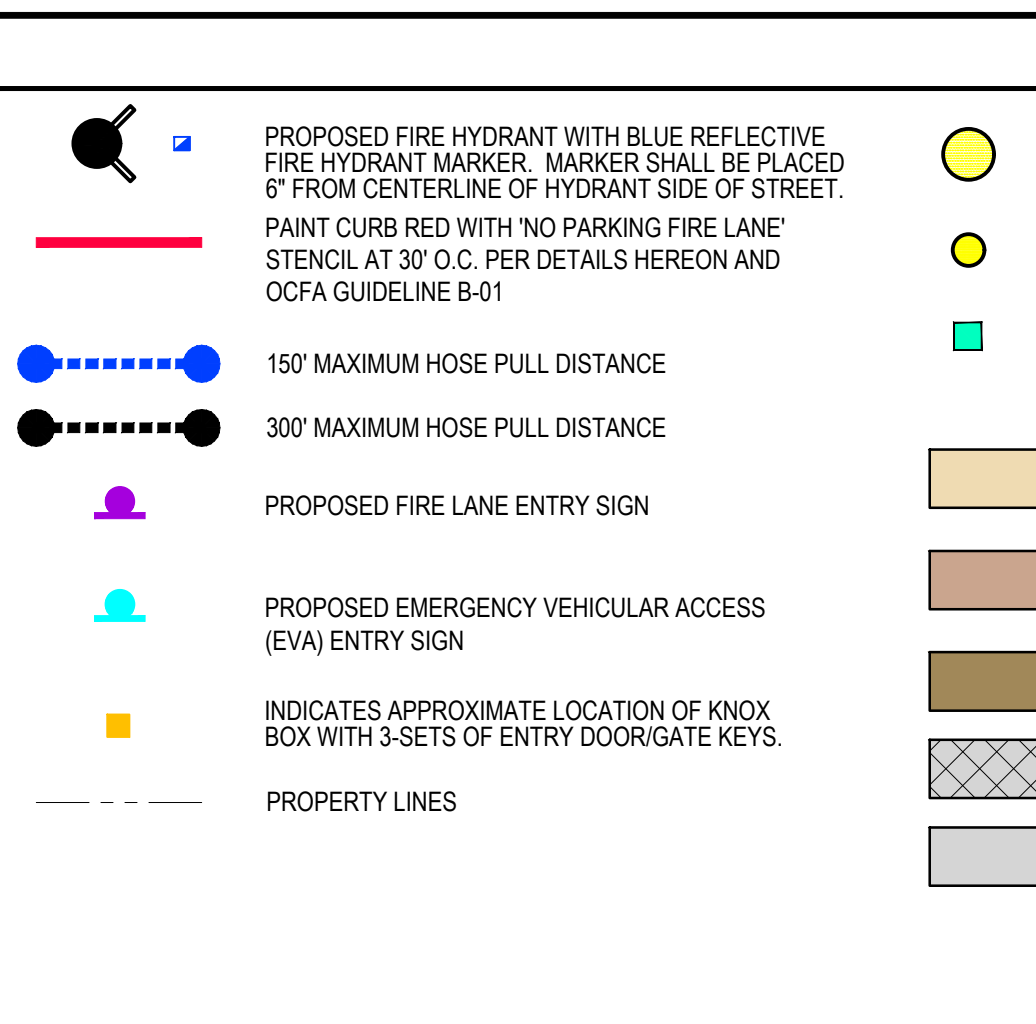 PROPOSED FIRE HYDRANT WITH BLUE REFLECTIVE
FIRE HYDRANT MARKER.  MARKER SHALL BE PLACED
6" FROM CENTERLINE OF HYDRANT SIDE OF STREET.
PAINT CURB RED WITH 'NO PARKING FIRE LANE'
STENCIL AT 30' O.C. PER DETAILS HEREON AND
OCFA GUIDELINE B-01
150' MAXIMUM HOSE PULL DISTANCE
300' MAXIMUM HOSE PULL DISTANCE
PROPOSED FIRE LANE ENTRY SIGN
PROPOSED EMERGENCY VEHICULAR ACCESS
(EVA) ENTRY SIGN
INDICATES APPROXIMATE LOCATION OF KNOX
BOX WITH 3-SETS OF ENTRY DOOR/GATE KEYS.
PROPERTY LINES